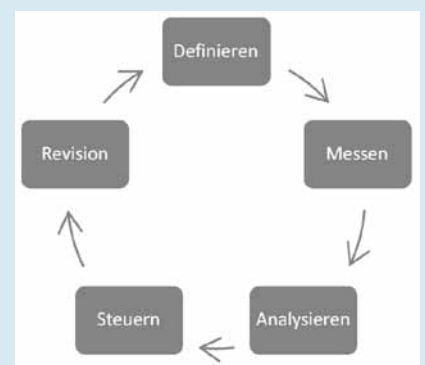 Definieren
Messen
Analysieren
Steuern
Revision